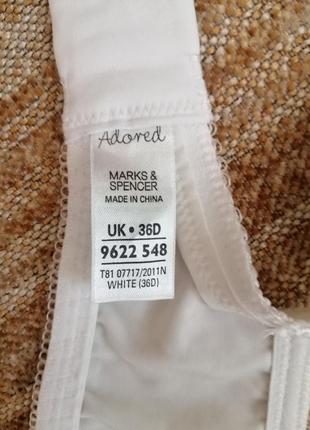 Adored
MARKS &
SPENCER
MADE IN CHINA
UK • 36D
9622 548
T81 07717/2011N
WHITE (36D)